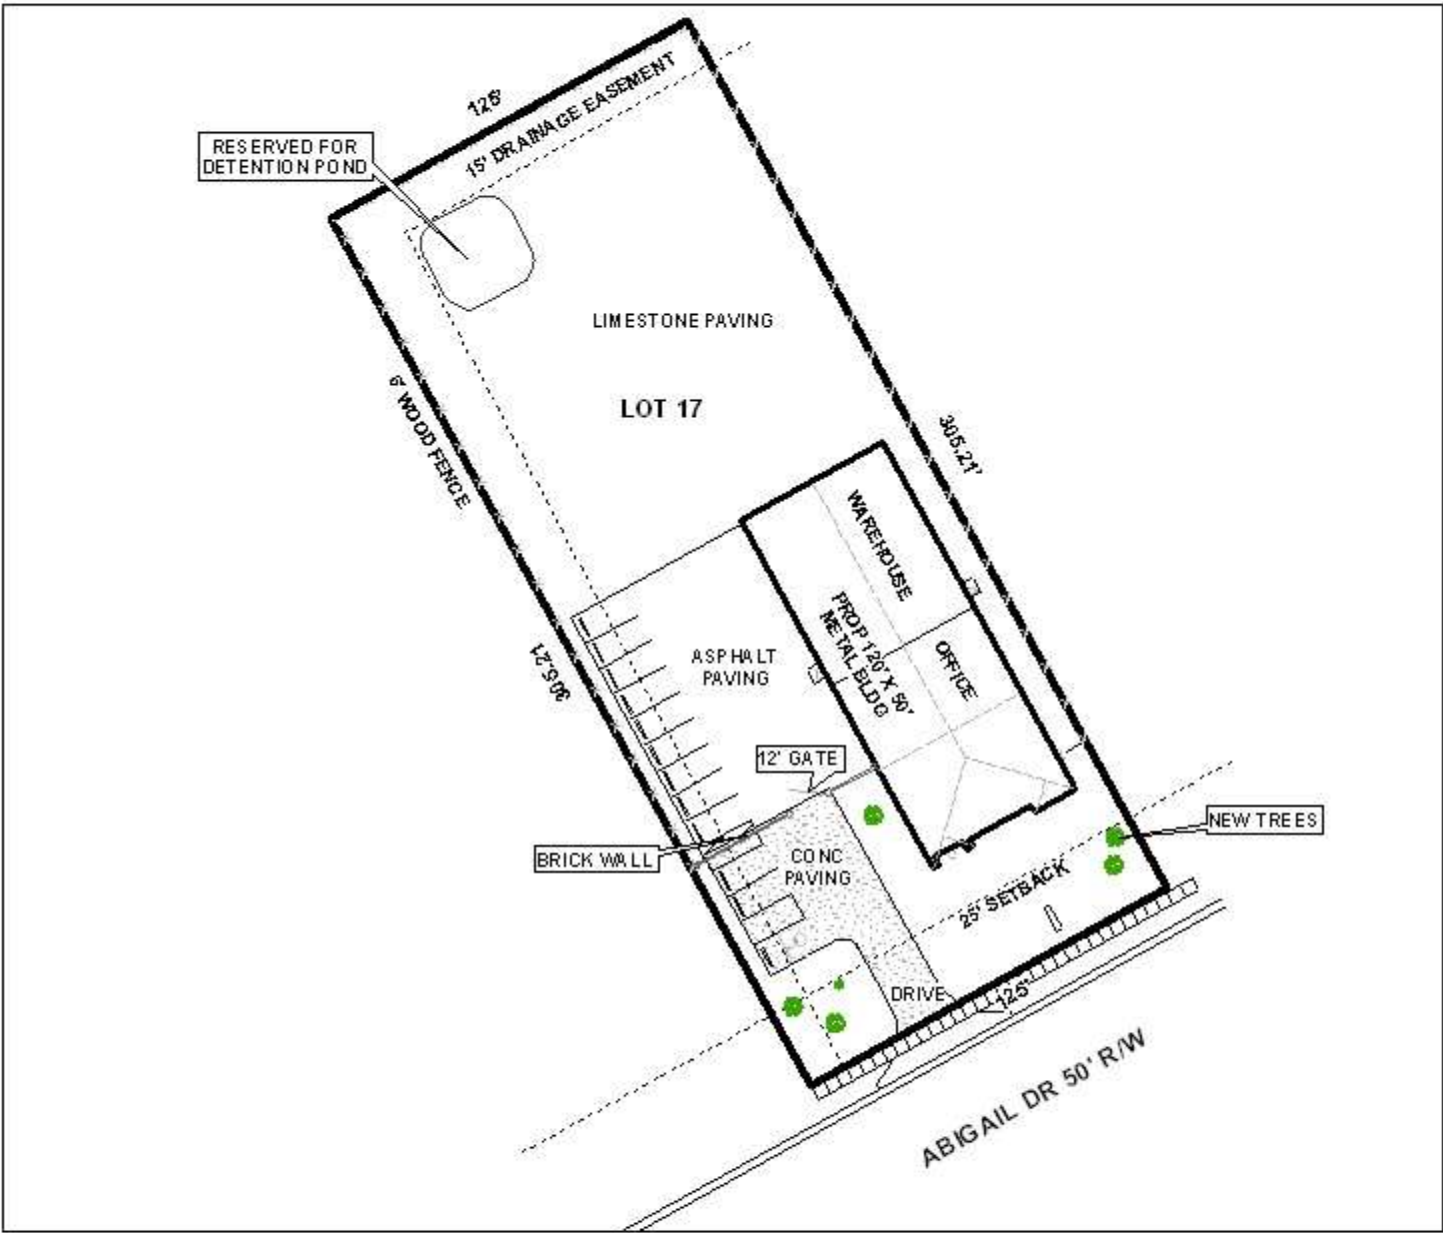 126'
15' DRAINAGE EASEMENT
RESERVED FOR
DETENTION POND
LIMESTONE PAVING
LOT 17
6' WOOD FENCE
305.21'
WAREHOUSE
PROP 120' X 50'
METAL BLDG
OFFICE
ASPHALT
PAVING
305.21
12' GATE
BRICK WALL
CONC
PAVING
NEW TREES
25' SETBACK
DRIVE
125'
ABIGAIL DR 50' R/W